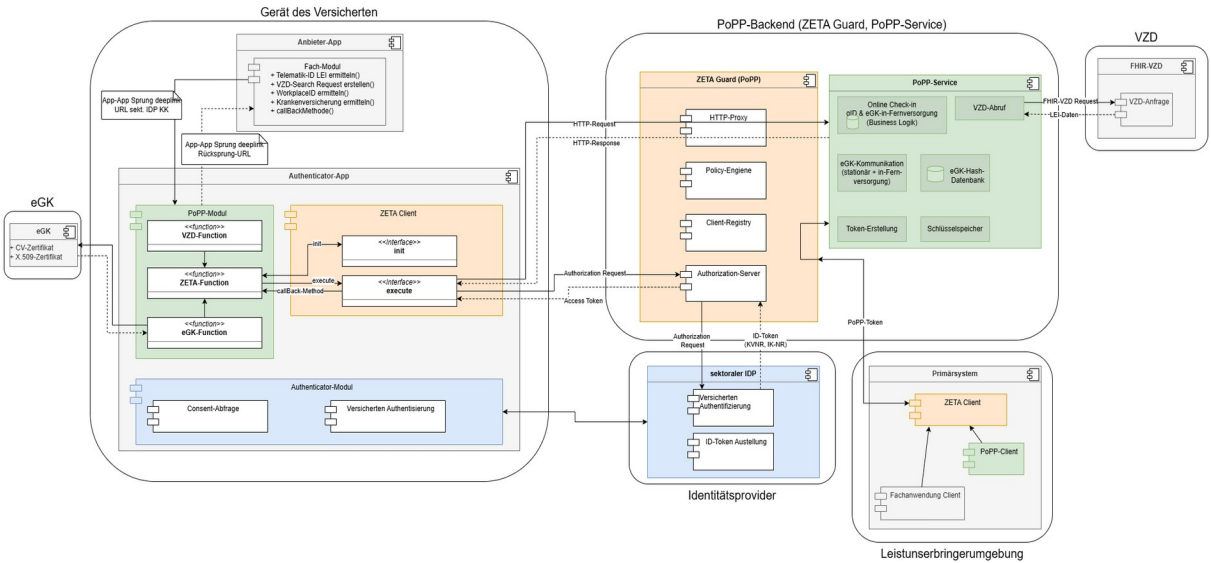 Gerät des Versicherten
Anbieter-App
Fach-Modul
+ Telematik-ID LEI ermitteln()
+ VZD-Search Request erstellen()
+ WorkplaceID ermitteln()
+ Krankenversicherung ermitteln()
+ callBackMethode()
App-App Sprung deeplink
URL sekt. IDP KK
App-App Sprung deeplink
Rücksprung-URL
Authenticator-App
PoPP-Modul
<<function>>
VZD-Function
<<function>>
ZETA-Function
<<function>>
eGK-Function
ZETA Client
<<interface>>
init
<<interface>>
execute
init
execute
callBack-Method
Authenticator-Modul
Consent-Abfrage
Versicherten Authentisierung
eGK
eGK
+ CV-Zertifikat
+ X.509-Zertifikat
PoPP-Backend (ZETA Guard, PoPP-Service)
ZETA Guard (PoPP)
HTTP-Proxy
Policy-Engiene
Client-Registry
Authorization-Server
HTTP-Request
HTTP-Response
Authorization Request
Access Token
PoPP-Service
Online Check-in
gID & eGK-in-Fernversorgung
(Business Logik)
VZD-Abruf
eGK-Kommunikation
(stationär + in-Fern-
versorgung)
eGK-Hash-
Datenbank
Token-Erstellung
Schlüsselspeicher
VZD
FHIR-VZD
VZD-Anfrage
FHIR-VZD Request
LEI-Daten
Authorization
Request
ID-Token
(KVNR, IK-NR)
PoPP-Token
sektoraler IDP
Versicherten
Authentifizierung
ID-Token Austellung
Identitätsprovider
Primärsystem
ZETA Client
PoPP-Client
Fachanwendung Client
Leistunserbringerumgebung